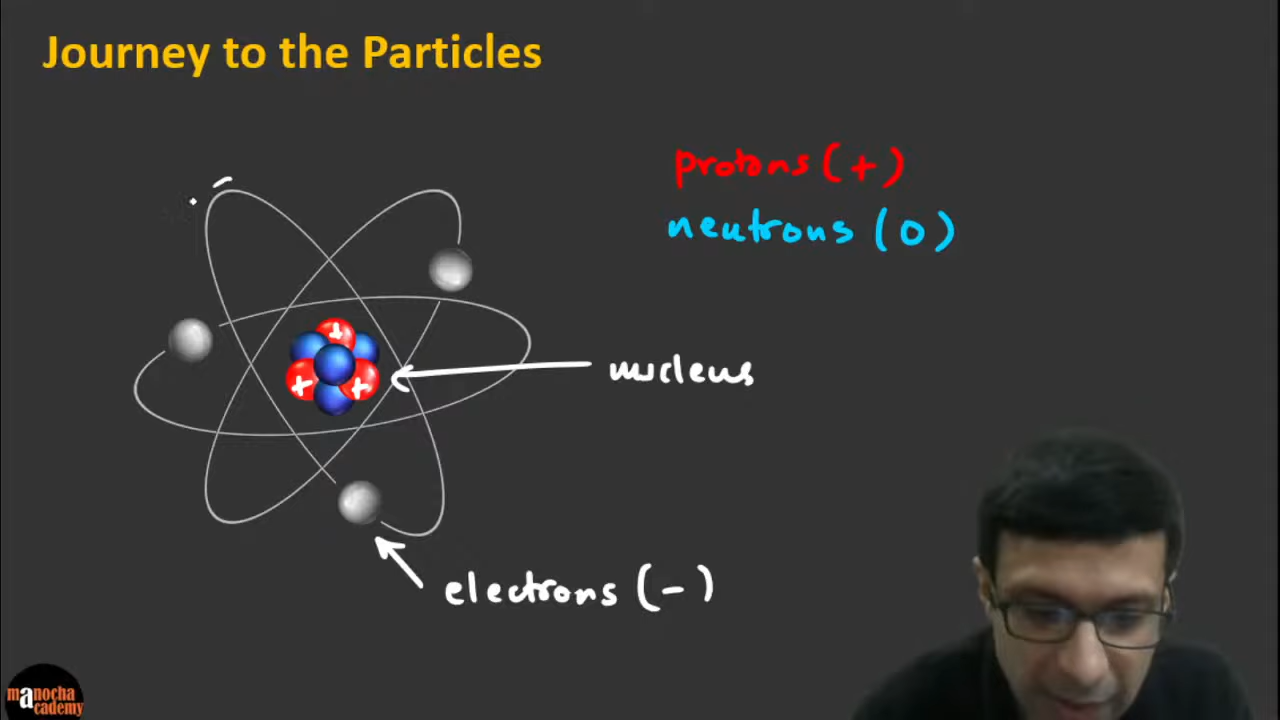 Journey to the Particles
protons (+)
neutrons (0)
+
+ +
nucleus
electrons (-)
manocha
academy